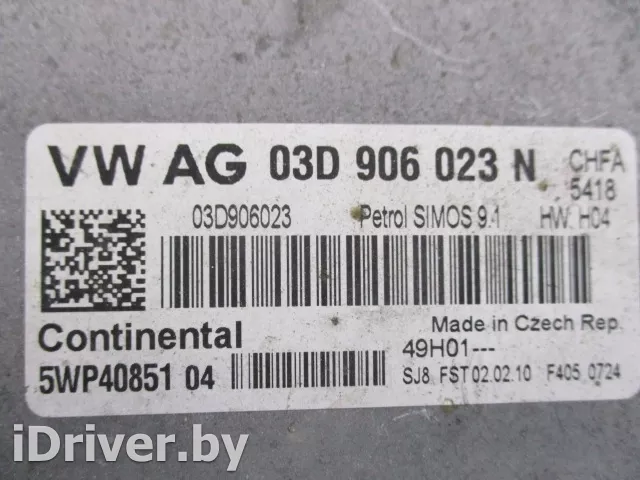 VW AG 03D 906 023 N CHFA
5418
03D906023 Petrol SIMOS 9.1 HW H04
Continental Made in Czech Rep.
49H01---
5WP40851 04 SJ8 FST 02.02.10 F405 0724
iDriver.by